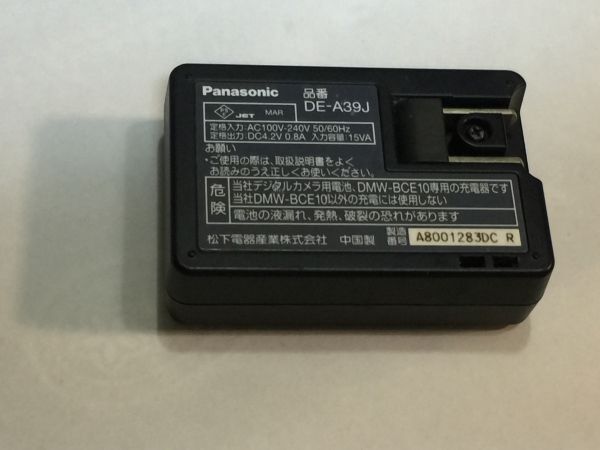 Panasonic 品番 DE-A39J
PSE JET MAR
定格入力:AC100V-240V 50/60Hz
定格出力:DC4.2V 0.8A 入力容量:15VA
お願い
・ご使用の際は、取扱説明書をよく
お読みのうえ正しくお使いください。
危険
当社デジタルカメラ用電池、DMW-BCE10専用の充電器です
当社DMW-BCE10以外の充電には使用しない
電池の液漏れ、発熱、破裂の恐れがあります
松下電器産業株式会社 中国製 製造番号 A8001283DC R